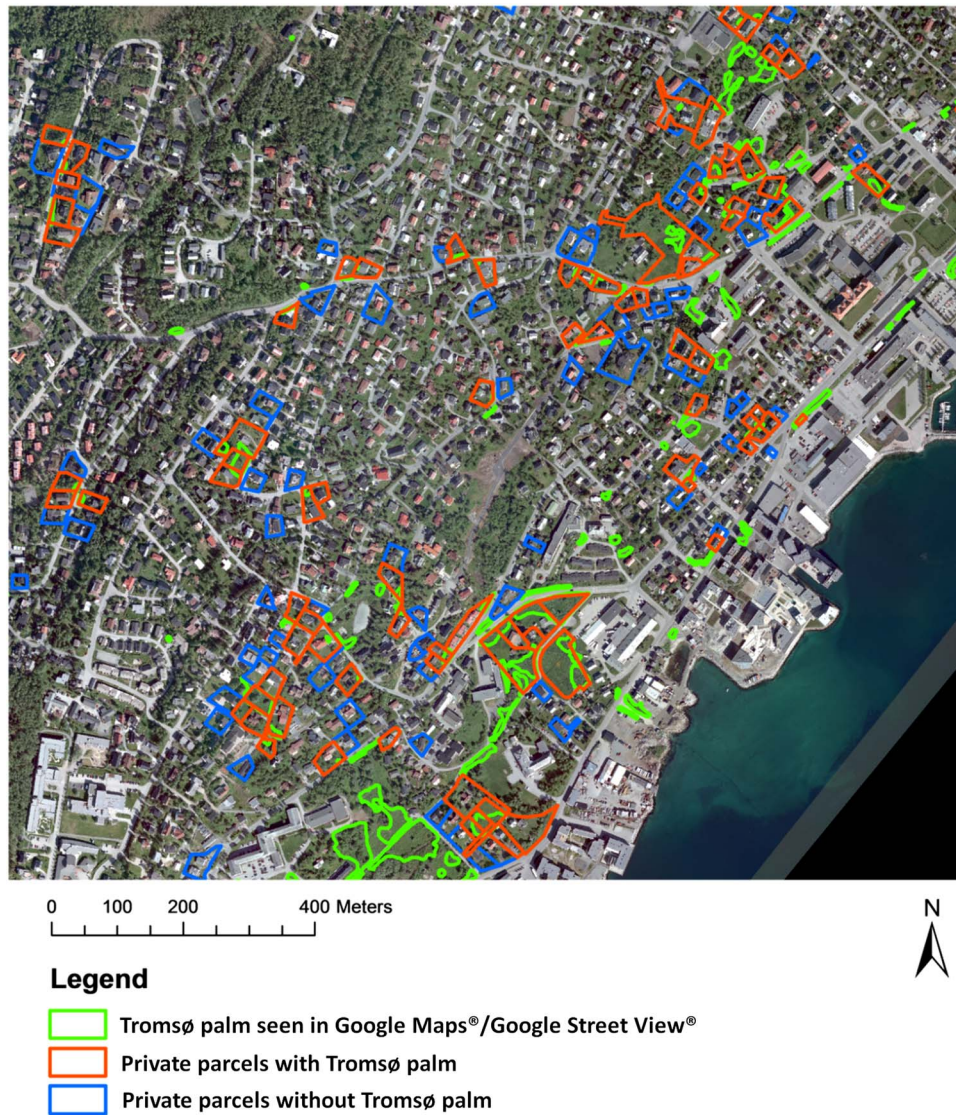 0 100 200 400 Meters
N
Legend
Tromsø palm seen in Google Maps®/Google Street View®
Private parcels with Tromsø palm
Private parcels without Tromsø palm